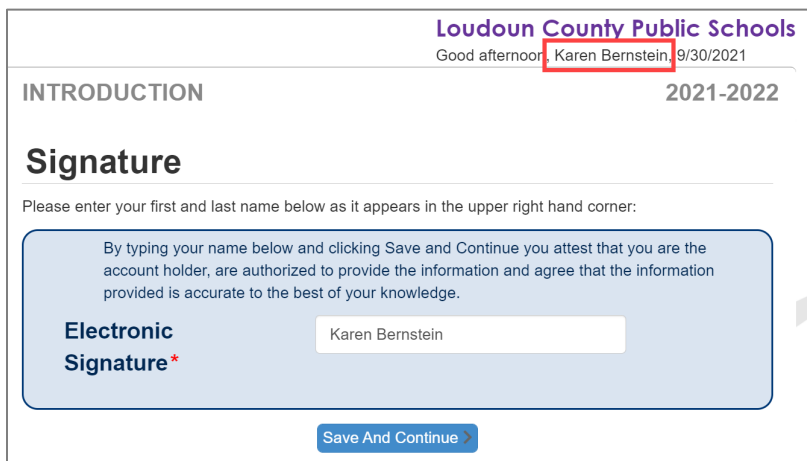 Loudoun County Public Schools
Good afternoon, Karen Bernstein, 9/30/2021
INTRODUCTION 2021-2022
Signature
Please enter your first and last name below as it appears in the upper right hand corner:
By typing your name below and clicking Save and Continue you attest that you are the
account holder, are authorized to provide the information and agree that the information
provided is accurate to the best of your knowledge.
Electronic
Signature*
Karen Bernstein
Save And Continue